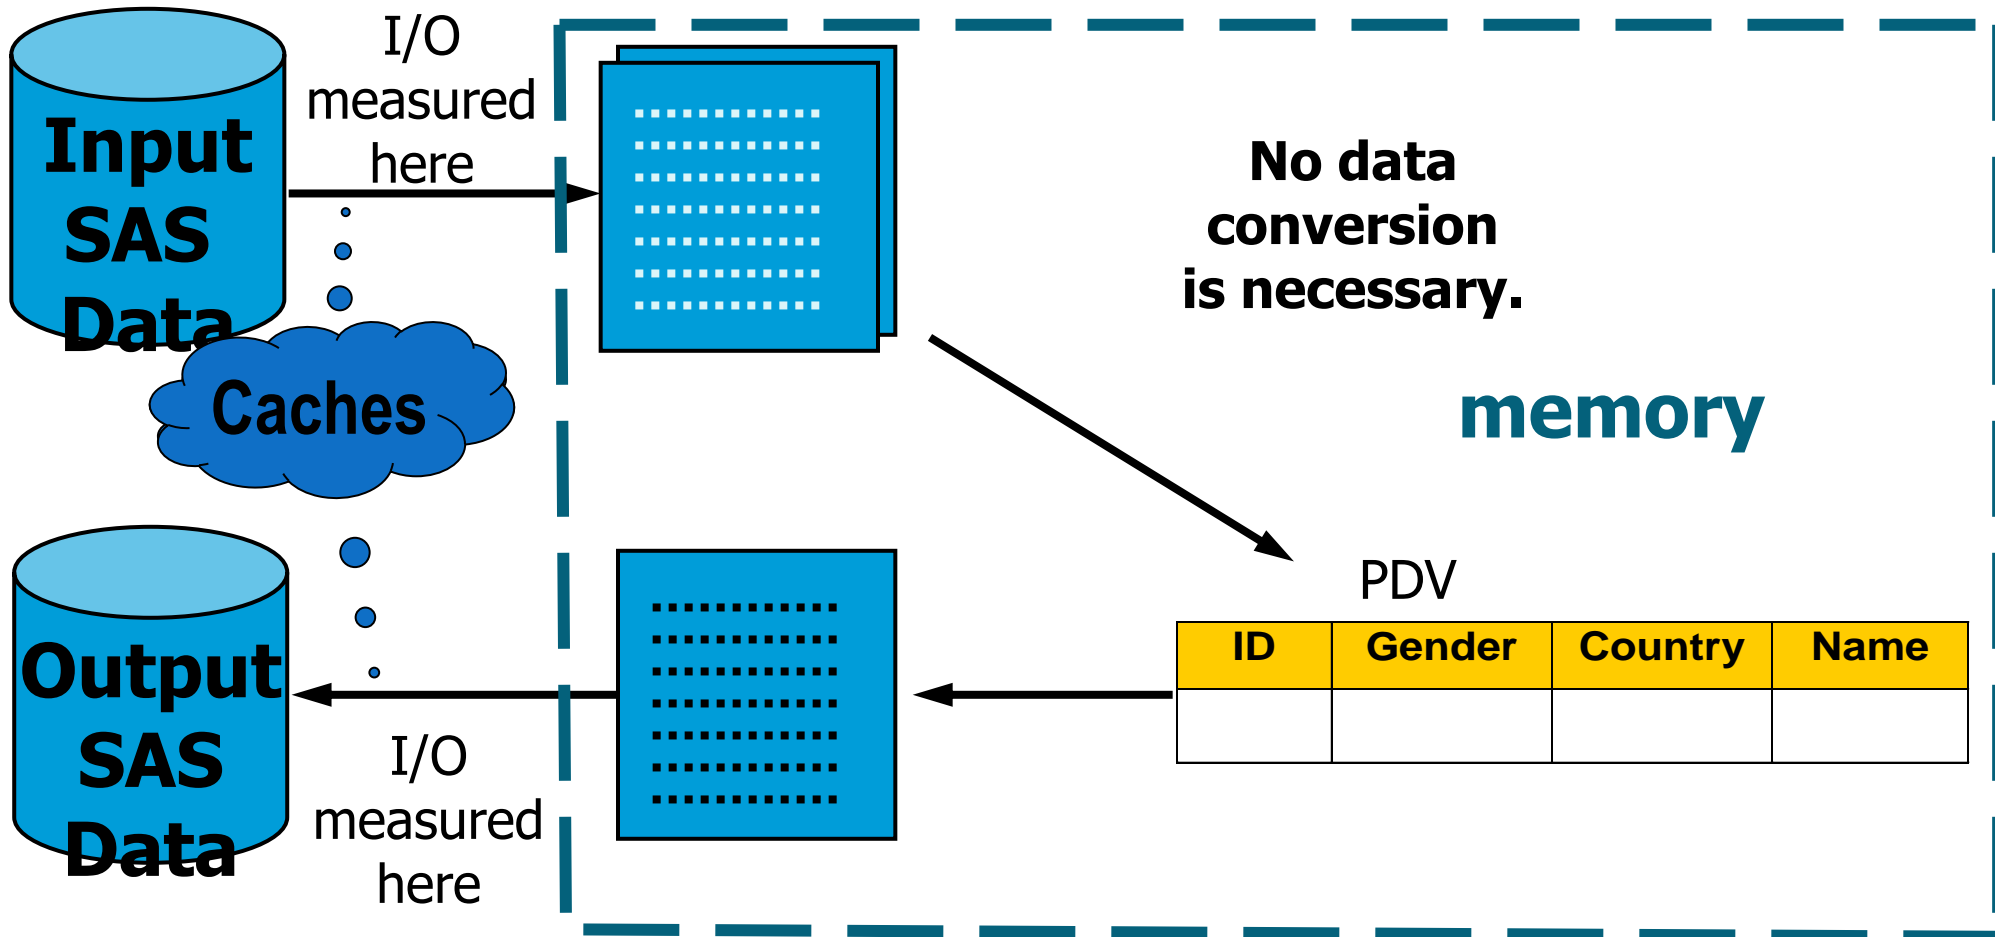 Input
SAS
Data
I/O
measured
here
No data
conversion
is necessary.
memory
Caches
PDV
ID Gender Country Name
Output
SAS
Data
I/O
measured
here